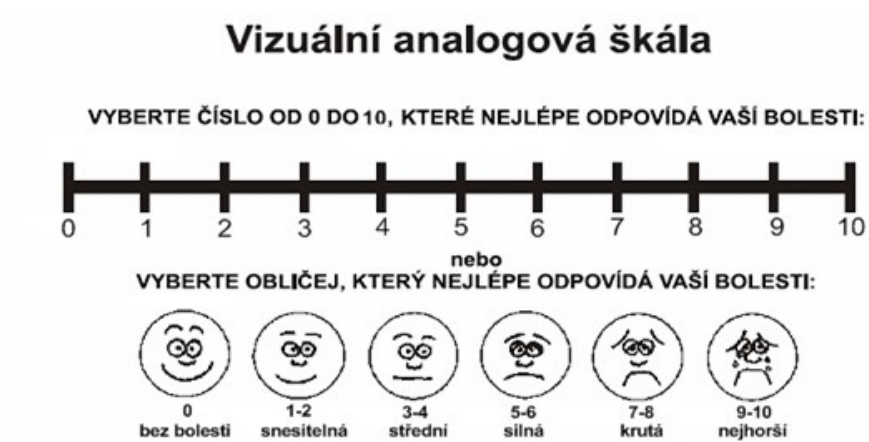 Vizuální analogová škála
VYBERTE ČÍSLO OD 0 DO 10, KTERÉ NEJLÉPE ODPOVÍDÁ VAŠÍ BOLESTI:
0 1 2 3 4 5 6 7 8 9 10
nebo
VYBERTE OBLIČEJ, KTERÝ NEJLÉPE ODPOVÍDÁ VAŠÍ BOLESTI:
0 1-2 3-4 5-6 7-8 9-10
bez bolesti snesitelná střední silná krutá nejhorší